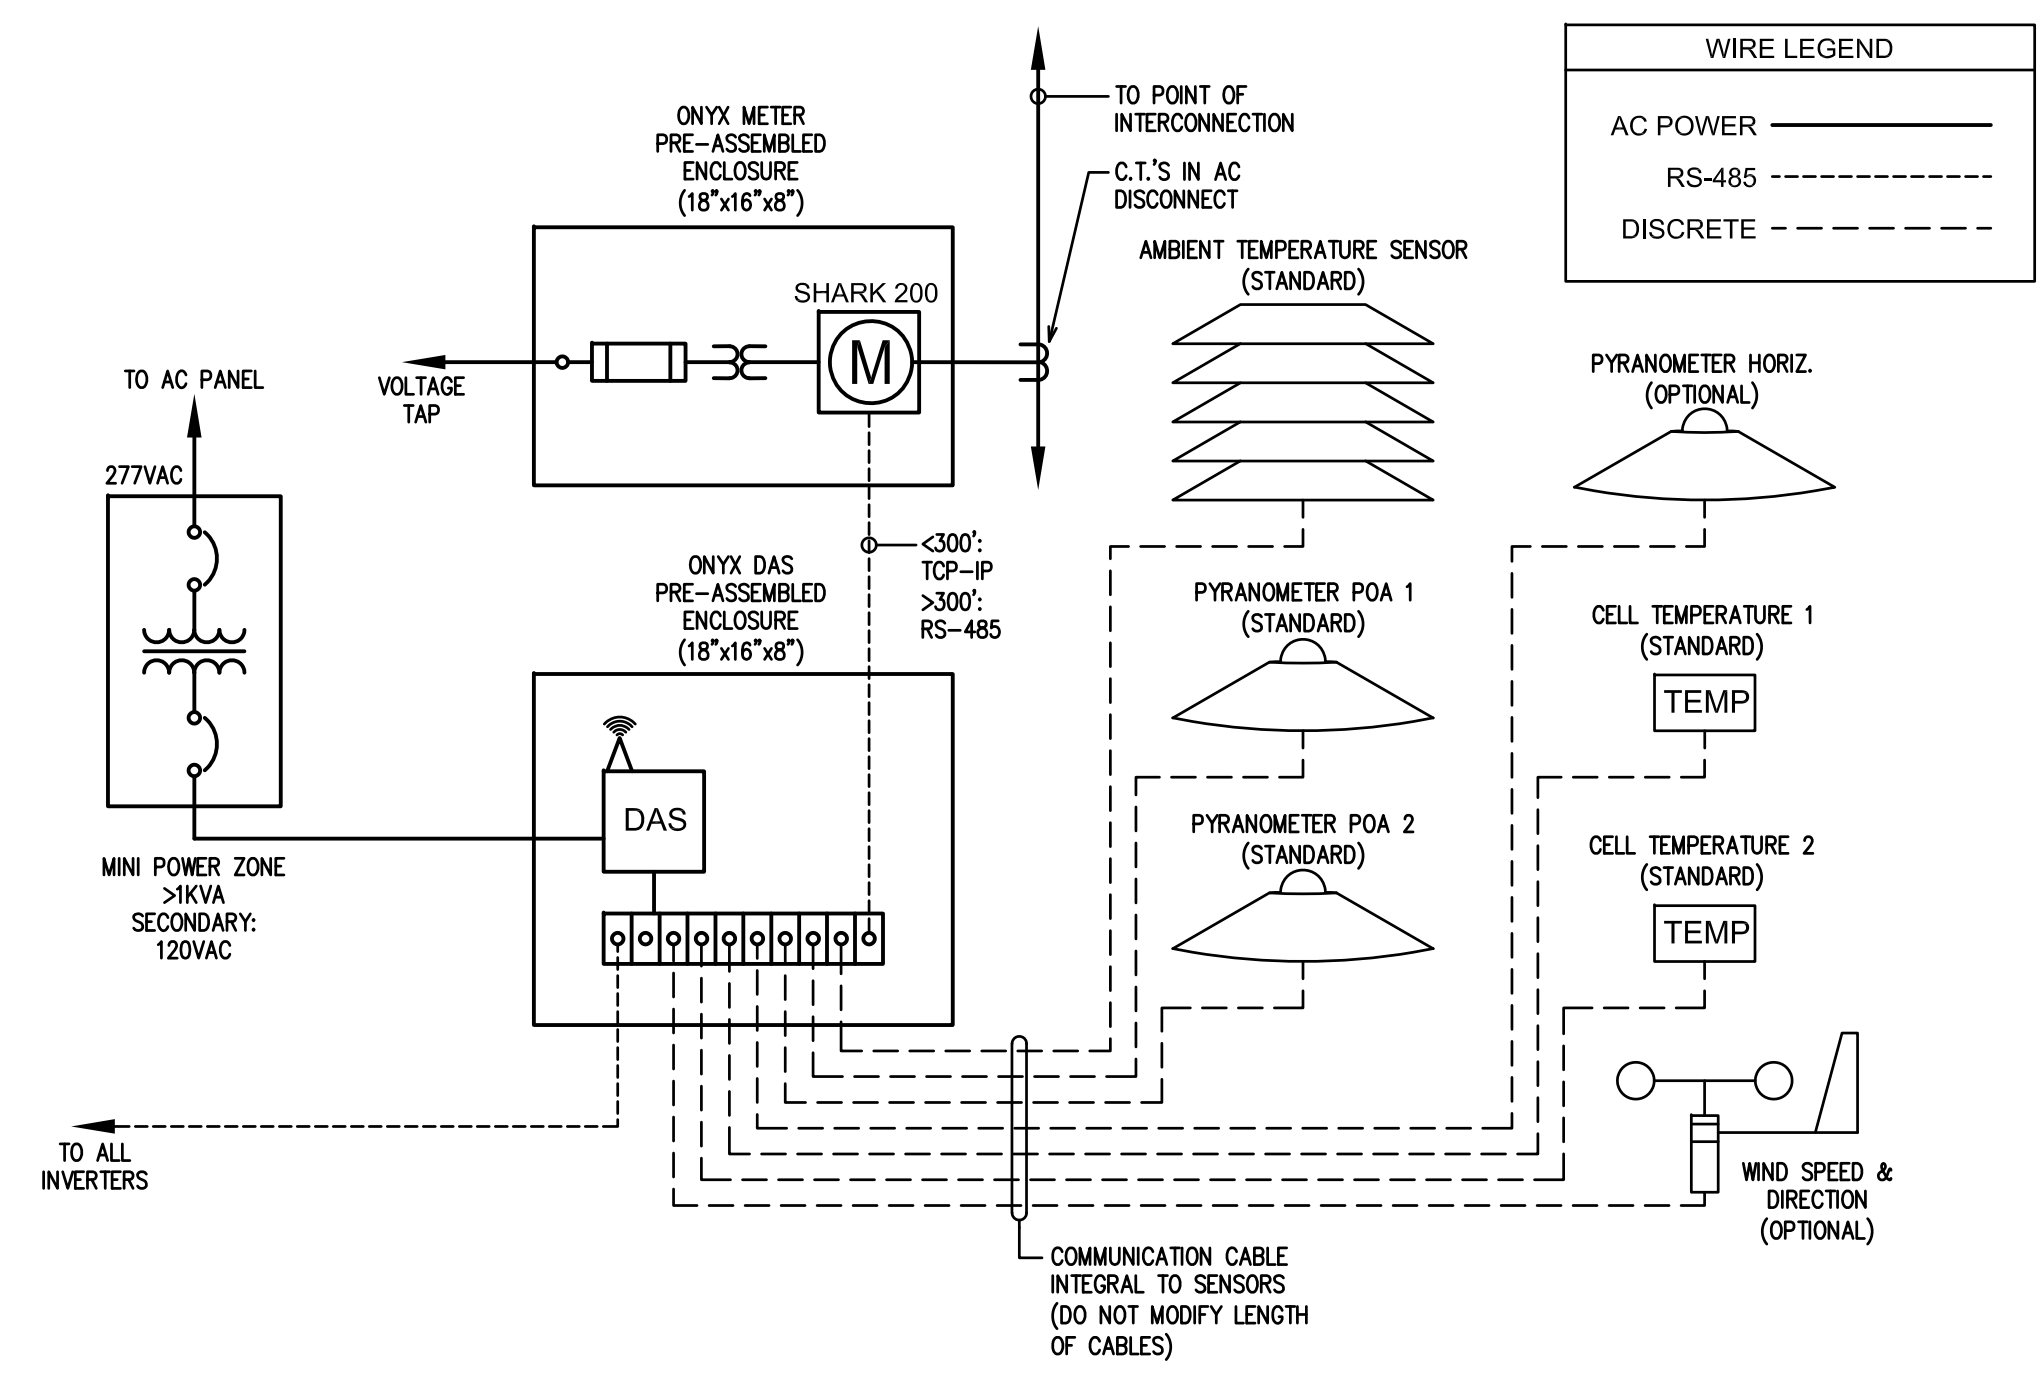 WIRE LEGEND
AC POWER
RS-485
DISCRETE
ONYX METER
PRE-ASSEMBLED
ENCLOSURE
(18"x16"x8")
TO POINT OF
INTERCONNECTION
C.T.'S IN AC
DISCONNECT
SHARK 200
M
VOLTAGE
TAP
TO AC PANEL
277VAC
MINI POWER ZONE
>1KVA
SECONDARY:
120VAC
<300':
TCP-IP
>300':
RS-485
ONYX DAS
PRE-ASSEMBLED
ENCLOSURE
(18"x16"x8")
DAS
TO ALL
INVERTERS
AMBIENT TEMPERATURE SENSOR
(STANDARD)
PYRANOMETER POA 1
(STANDARD)
PYRANOMETER POA 2
(STANDARD)
PYRANOMETER HORIZ.
(OPTIONAL)
CELL TEMPERATURE 1
(STANDARD)
TEMP
CELL TEMPERATURE 2
(STANDARD)
TEMP
WIND SPEED &
DIRECTION
(OPTIONAL)
COMMUNICATION CABLE
INTEGRAL TO SENSORS
(DO NOT MODIFY LENGTH
OF CABLES)